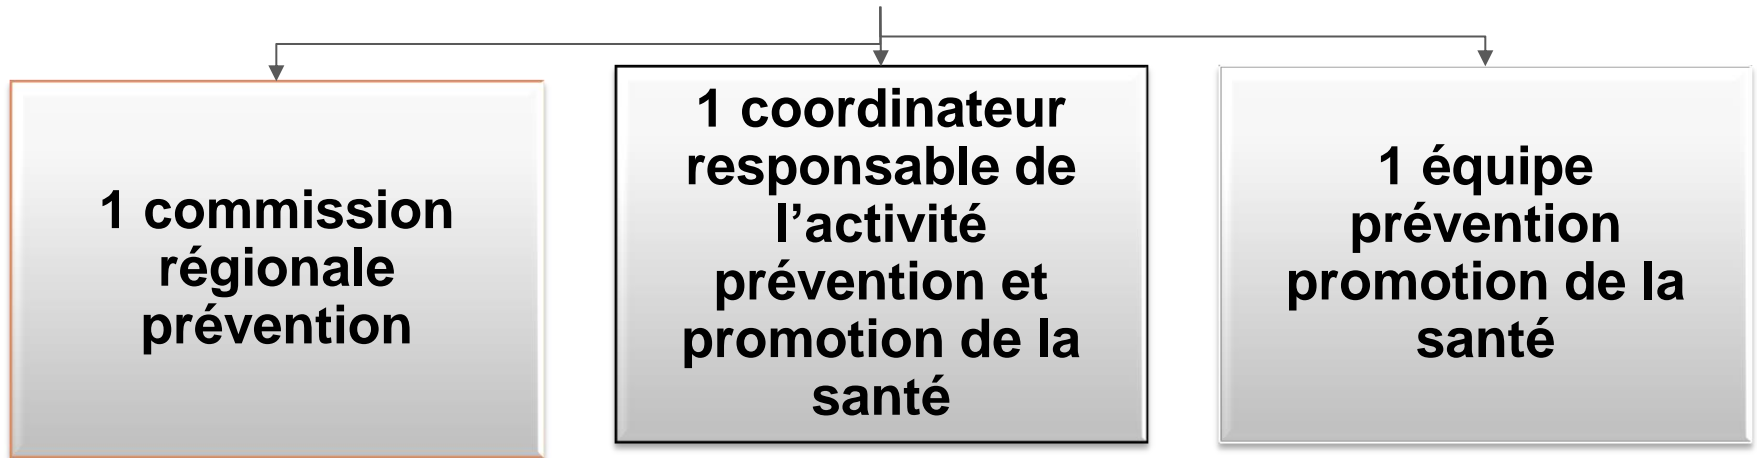 1 commission
régionale
prévention
1 coordinateur
responsable de
l’activité
prévention et
promotion de la
santé
1 équipe
prévention
promotion de la
santé